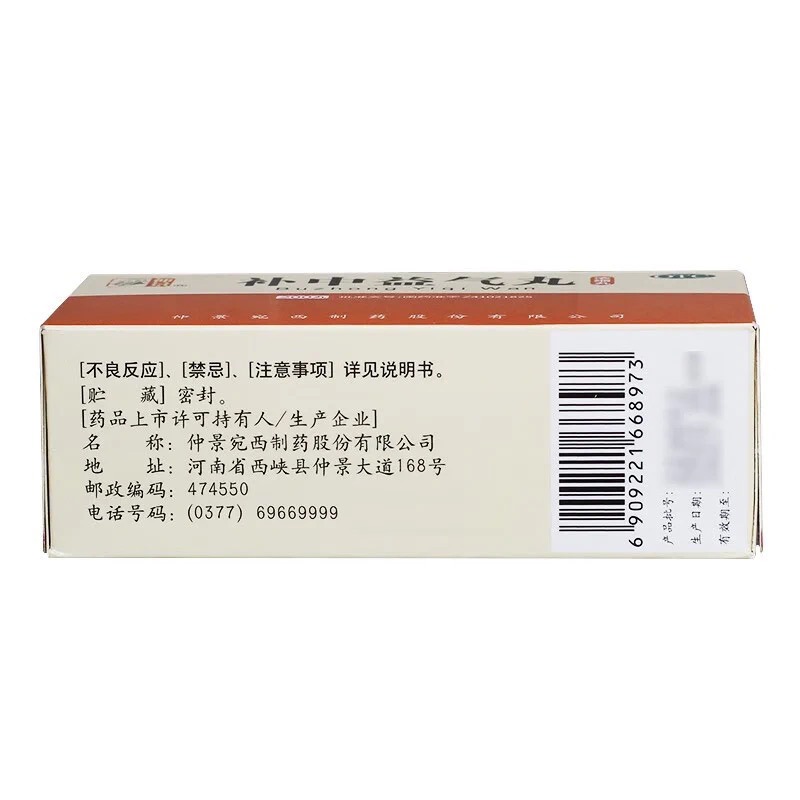 补中益气丸
Buzhong Yiqi Wan
仲景宛西制药股份有限公司
[不良反应]、[禁忌]、[注意事项] 详见说明书。
[贮 藏] 密封。
[药品上市许可持有人/生产企业]
名 称: 仲景宛西制药股份有限公司
地 址: 河南省西峡县仲景大道168号
邮政编码: 474550
电话号码: (0377) 69669999
6 909221 668973
产品批号:
生产日期:
有效期至: